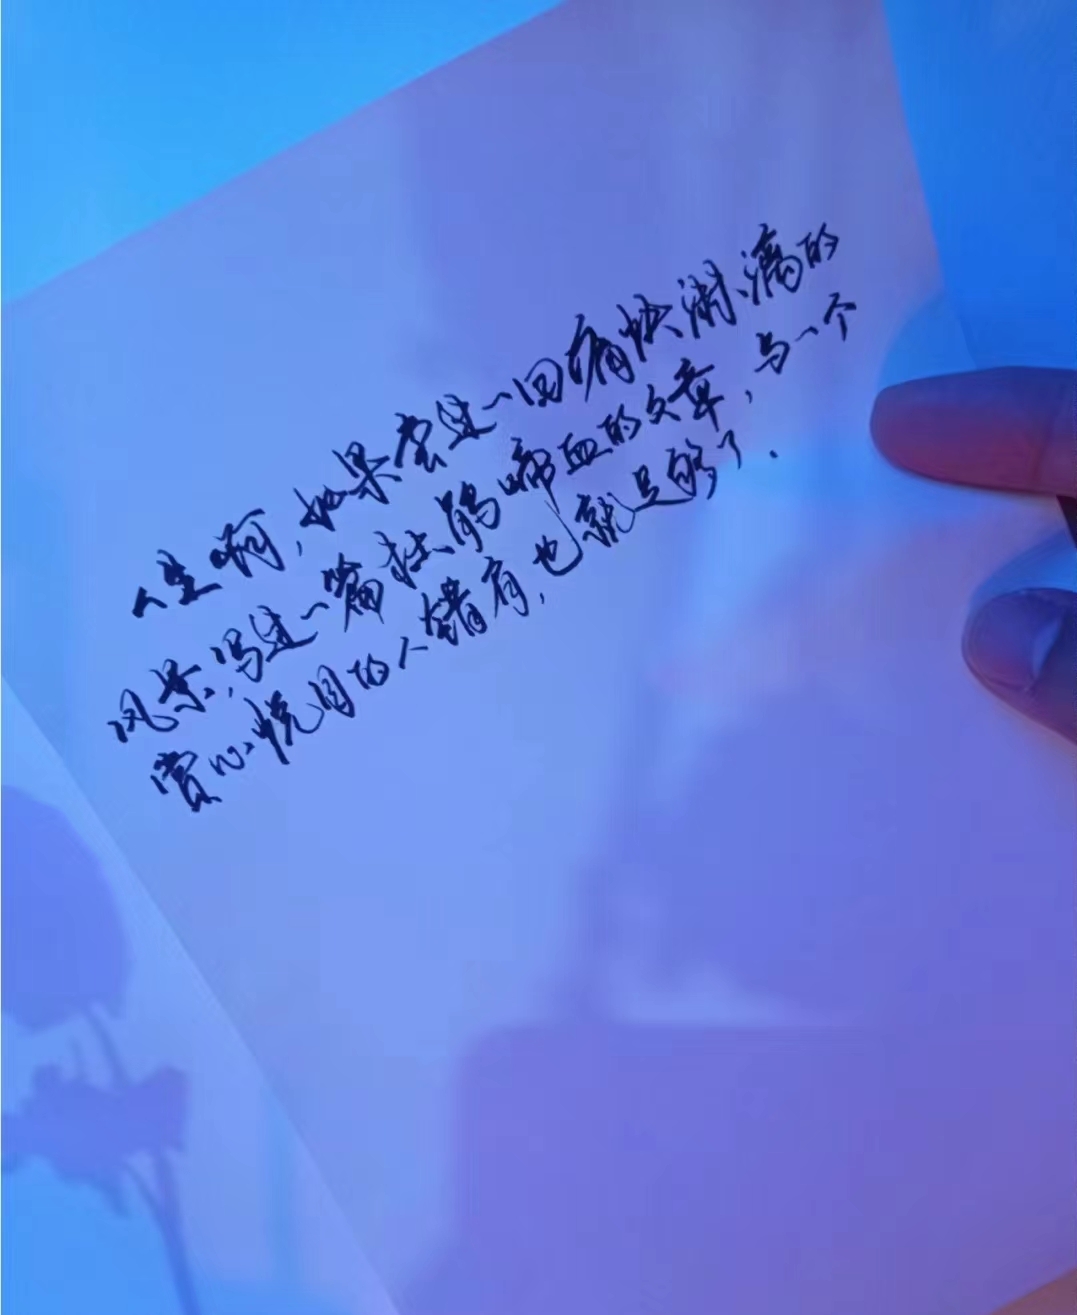 人生啊，如果尝过一回痛快淋漓的
风景，写过一篇杜鹃啼血的文章，与一个
赏心悦目的人错肩，也就足够了．